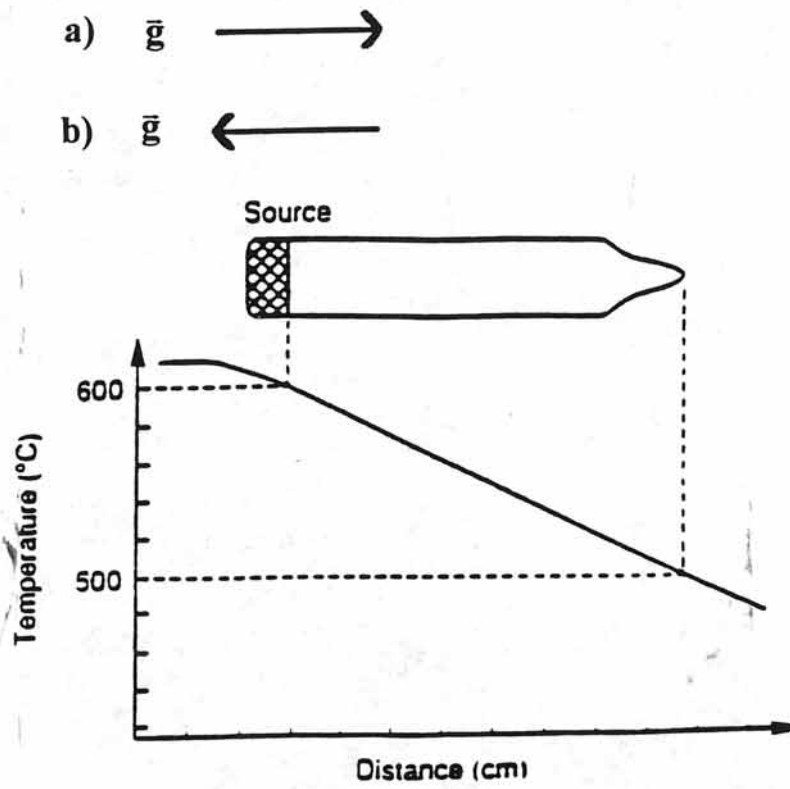 a) g⃗
b) g⃗
Source
600
500
Temperature (°C)
Distance (cm)